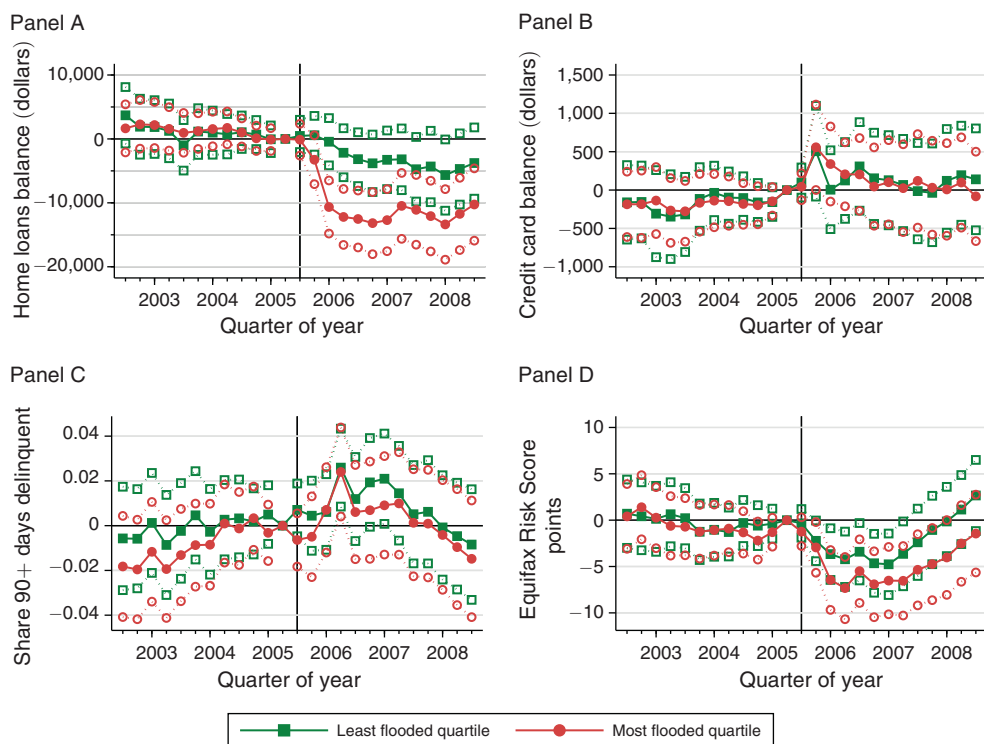 Panel A
Home loans balance (dollars)
10,000
0
−10,000
−20,000
2003 2004 2005 2006 2007 2008
Quarter of year
Panel B
Credit card balance (dollars)
1,500
1,000
500
0
−500
−1,000
2003 2004 2005 2006 2007 2008
Quarter of year
Panel C
Share 90+ days delinquent
0.04
0.02
0
−0.02
−0.04
2003 2004 2005 2006 2007 2008
Quarter of year
Panel D
Equifax Risk Score
points
10
5
0
−5
−10
2003 2004 2005 2006 2007 2008
Quarter of year
Least flooded quartile Most flooded quartile